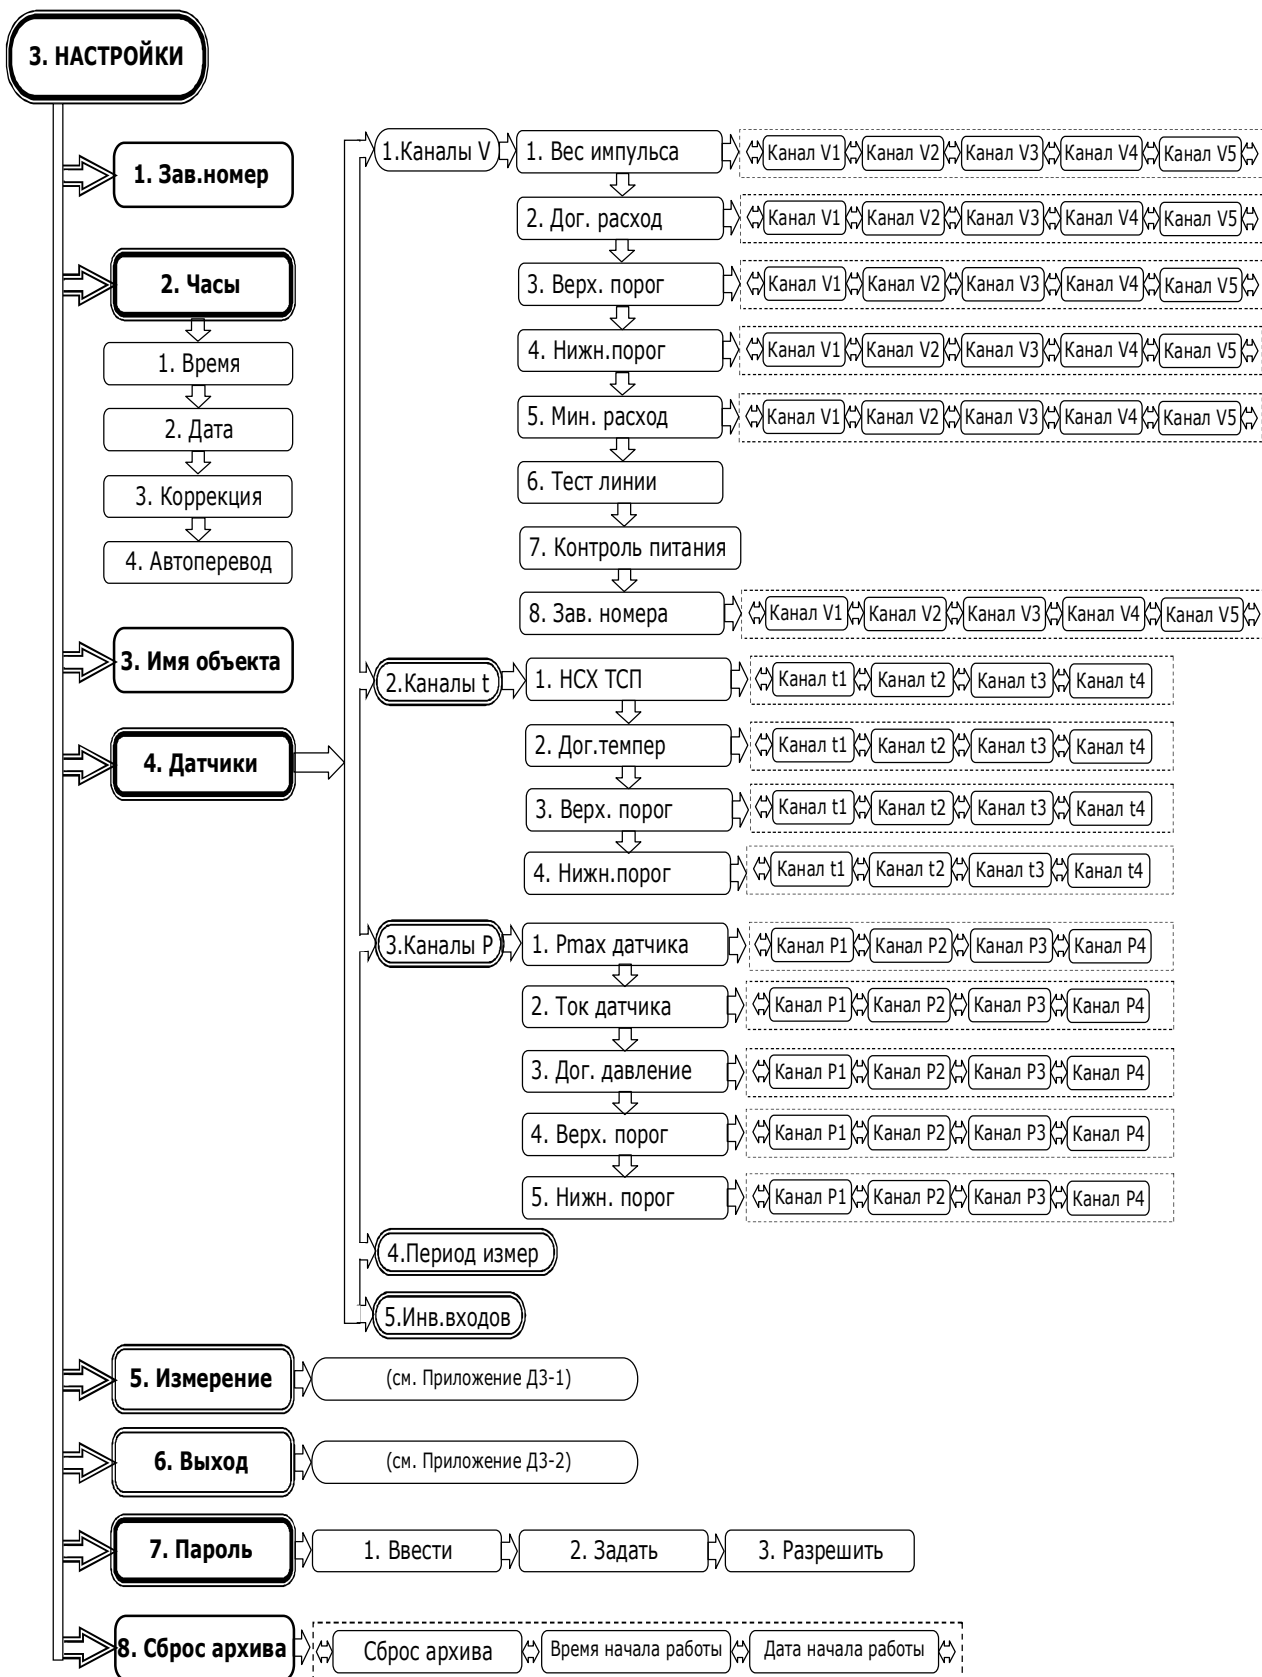 3. НАСТРОЙКИ
1. Зав.номер
2. Часы
1. Время
2. Дата
3. Коррекция
4. Автоперевод
3. Имя объекта
4. Датчики
1.Каналы V
1. Вес импульса
Канал V1 Канал V2 Канал V3 Канал V4 Канал V5
2. Дог. расход
Канал V1 Канал V2 Канал V3 Канал V4 Канал V5
3. Верх. порог
Канал V1 Канал V2 Канал V3 Канал V4 Канал V5
4. Нижн.порог
Канал V1 Канал V2 Канал V3 Канал V4 Канал V5
5. Мин. расход
Канал V1 Канал V2 Канал V3 Канал V4 Канал V5
6. Тест линии
7. Контроль питания
8. Зав. номера
Канал V1 Канал V2 Канал V3 Канал V4 Канал V5
2.Каналы t
1. НСХ ТСП
Канал t1 Канал t2 Канал t3 Канал t4
2. Дог.темпер
Канал t1 Канал t2 Канал t3 Канал t4
3. Верх. порог
Канал t1 Канал t2 Канал t3 Канал t4
4. Нижн.порог
Канал t1 Канал t2 Канал t3 Канал t4
3.Каналы P
1. Pmax датчика
Канал P1 Канал P2 Канал P3 Канал P4
2. Ток датчика
Канал P1 Канал P2 Канал P3 Канал P4
3. Дог. давление
Канал P1 Канал P2 Канал P3 Канал P4
4. Верх. порог
Канал P1 Канал P2 Канал P3 Канал P4
5. Нижн. порог
Канал P1 Канал P2 Канал P3 Канал P4
4.Период измер
5.Инв.входов
5. Измерение
(см. Приложение Д3-1)
6. Выход
(см. Приложение Д3-2)
7. Пароль
1. Ввести
2. Задать
3. Разрешить
8. Сброс архива
Сброс архива
Время начала работы
Дата начала работы